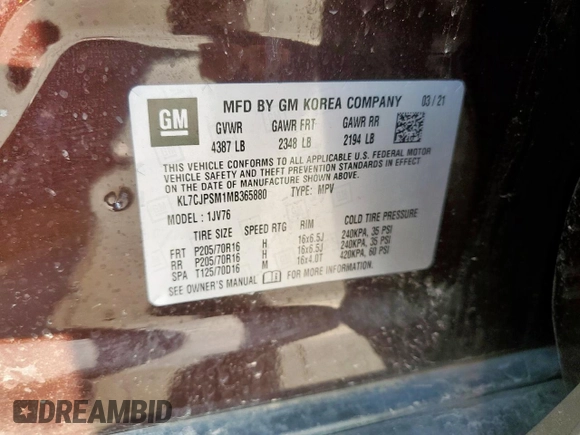 GM
MFD BY GM KOREA COMPANY 03 / 21
GVWR GAWR FRT GAWR RR
4387 LB 2348 LB 2194 LB
THIS VEHICLE CONFORMS TO ALL APPLICABLE U.S. FEDERAL MOTOR
VEHICLE SAFETY AND THEFT PREVENTION STANDARDS IN EFFECT
ON THE DATE OF MANUFACTURE SHOWN ABOVE.
KL7CJPSM1MB365880 TYPE: MPV
MODEL : 1JV76
TIRE SIZE SPEED RTG RIM COLD TIRE PRESSURE
FRT P205/70R16 H 16x6.5J 240KPA, 35 PSI
RR P205/70R16 H 16x6.5J 240KPA, 35 PSI
SPA T125/70D16 M 16x4.0T 420KPA, 60 PSI
SEE OWNER'S MANUAL FOR MORE INFORMATION.
DREAMBID